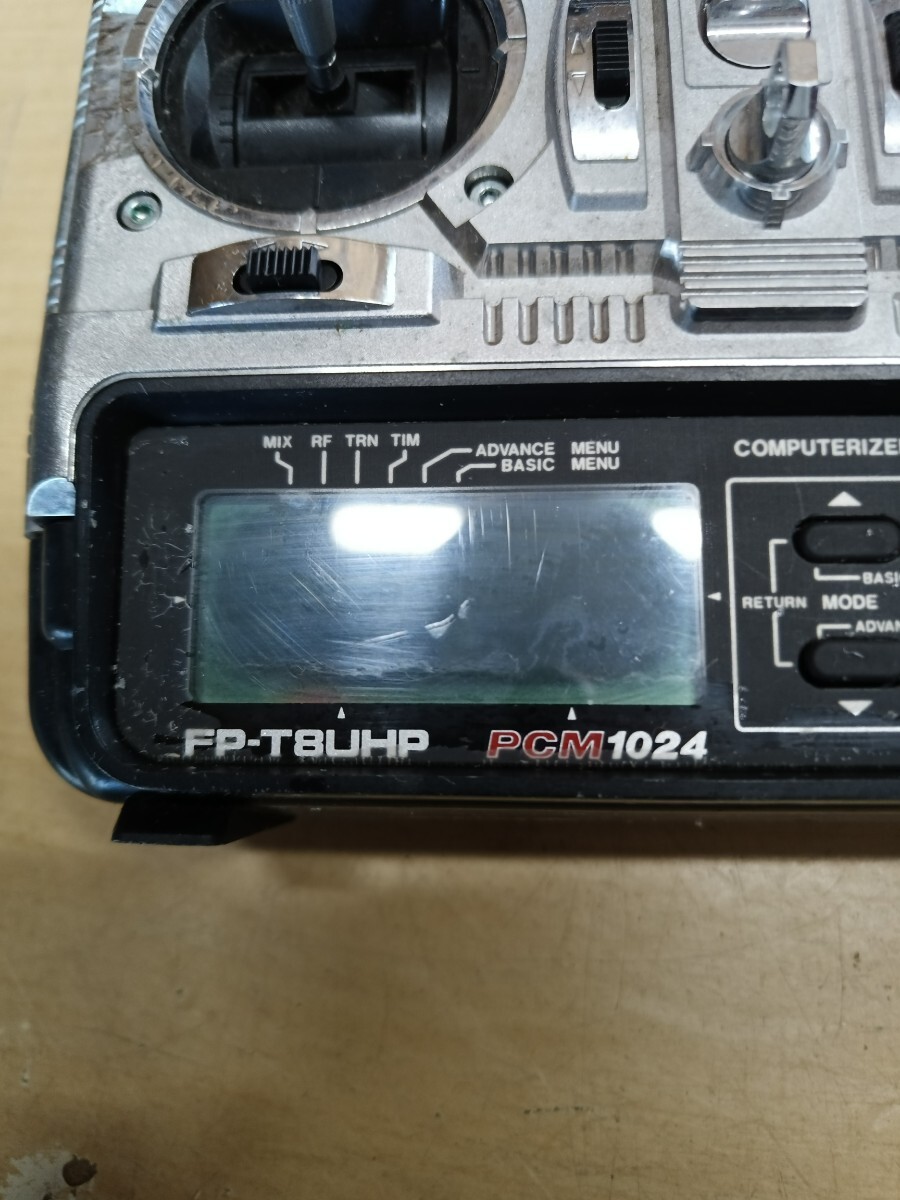 MIX RF TRN TIM
ADVANCE MENU
BASIC MENU
COMPUTERIZE
BASI
RETURN MODE
ADVAN
FP-T8UHP PCM1024